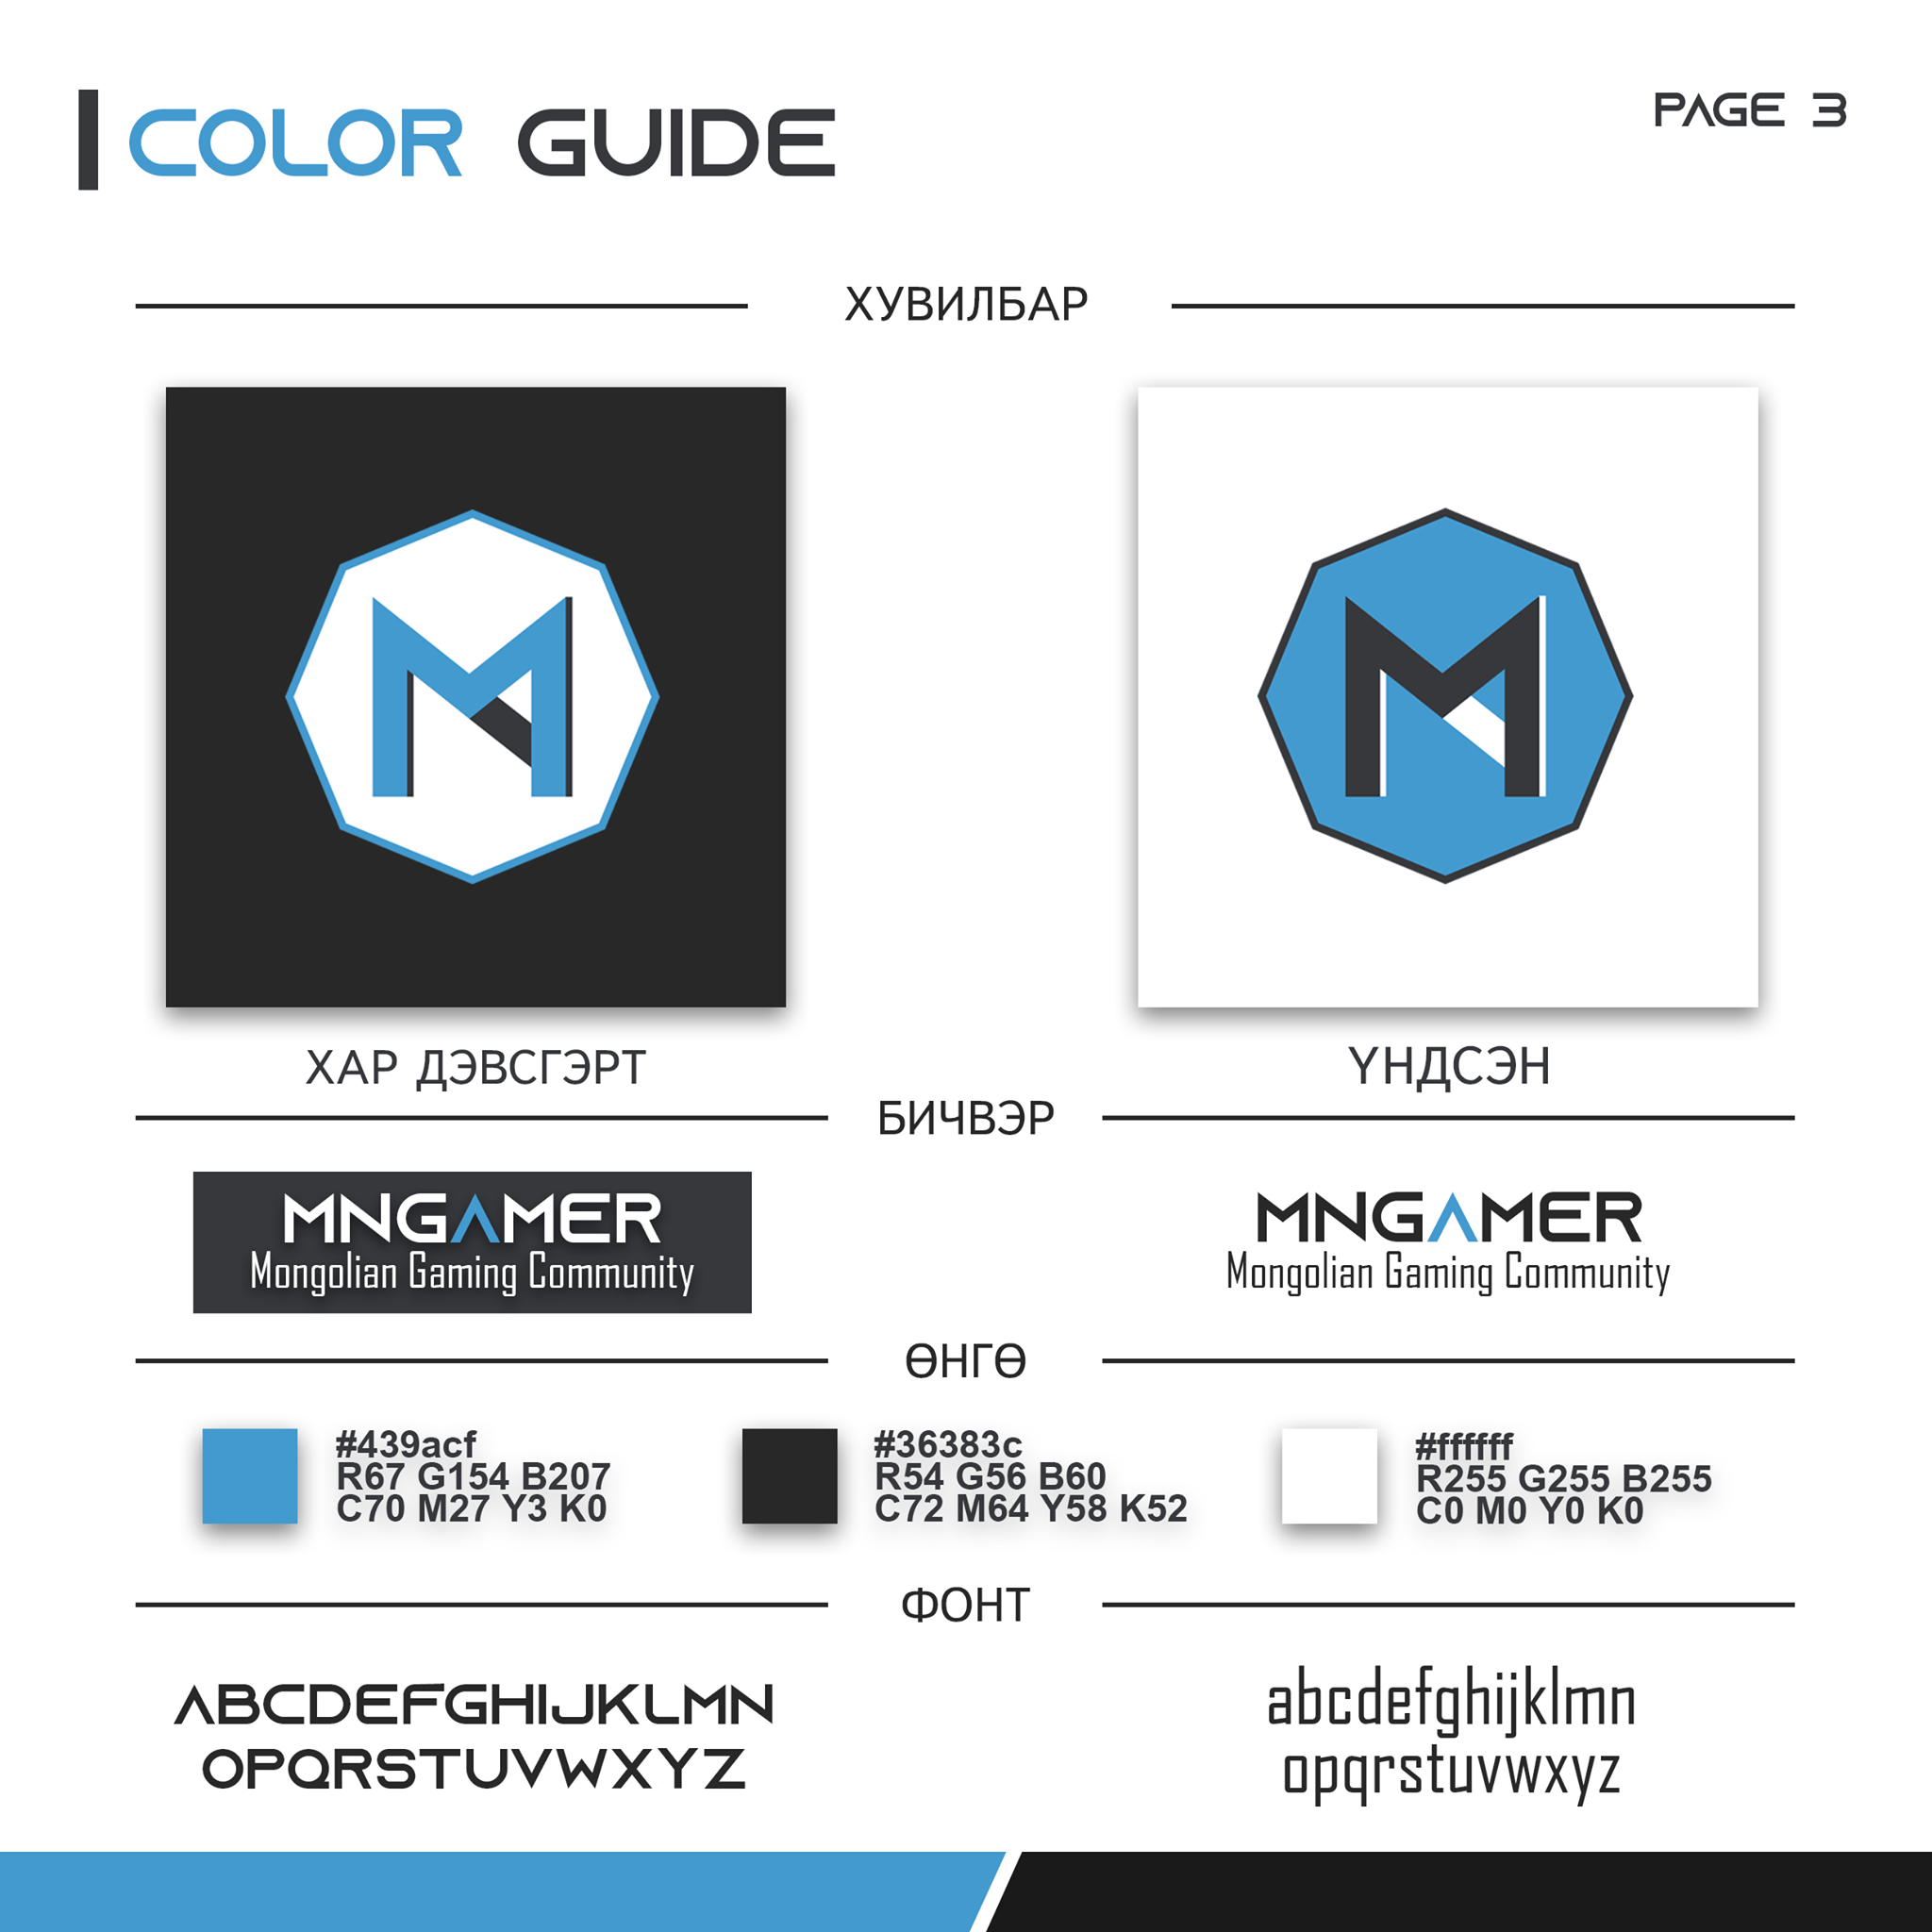 COLOR GUIDE
PAGE 3
ХУВИЛБАР
ХАР ДЭВСГЭРТ
ҮНДСЭН
БИЧВЭР
MNGAMER
Mongolian Gaming Community
MNGAMER
Mongolian Gaming Community
ӨНГӨ
#439acf
R67 G154 B207
C70 M27 Y3 K0
#36383c
R54 G56 B60
C72 M64 Y58 K52
#ffffff
R255 G255 B255
C0 M0 Y0 K0
ФОНТ
ABCDEFGHIJKLMN
OPQRSTUVWXYZ
abcdefghijklmn
opqrstuvwxyz